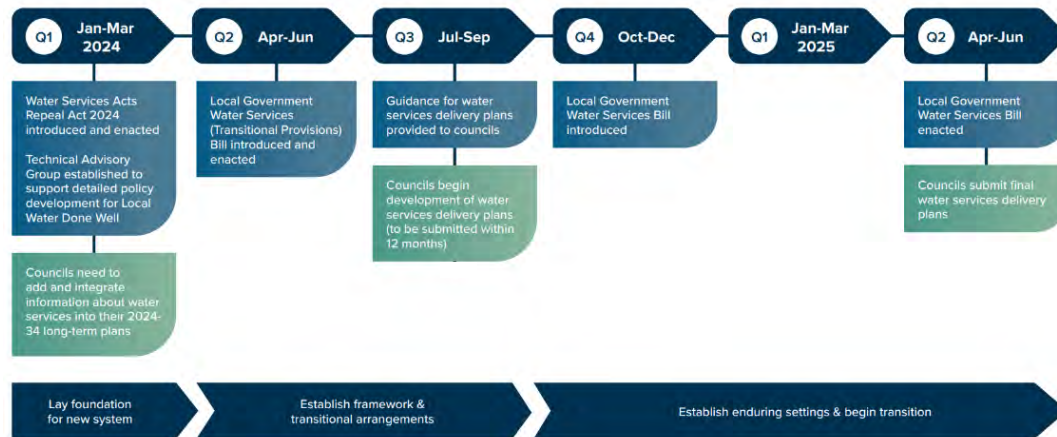 Q1
Jan-Mar
2024
Q2
Apr-Jun
Q3
Jul-Sep
Q4
Oct-Dec
Q1
Jan-Mar
2025
Q2
Apr-Jun
Water Services Acts
Repeal Act 2024
introduced and enacted
Technical Advisory
Group established to
support detailed policy
development for Local
Water Done Well
Councils need to
add and integrate
information about water
services into their 2024-
34 long-term plans
Local Government
Water Services
(Transitional Provisions)
Bill introduced and
enacted
Guidance for water
services delivery plans
provided to councils
Councils begin
development of water
services delivery plans
(to be submitted within
12 months)
Local Government
Water Services Bill
introduced
Local Government
Water Services Bill
enacted
Councils submit final
water services delivery
plans
Lay foundation
for new system
Establish framework &
transitional arrangements
Establish enduring settings & begin transition